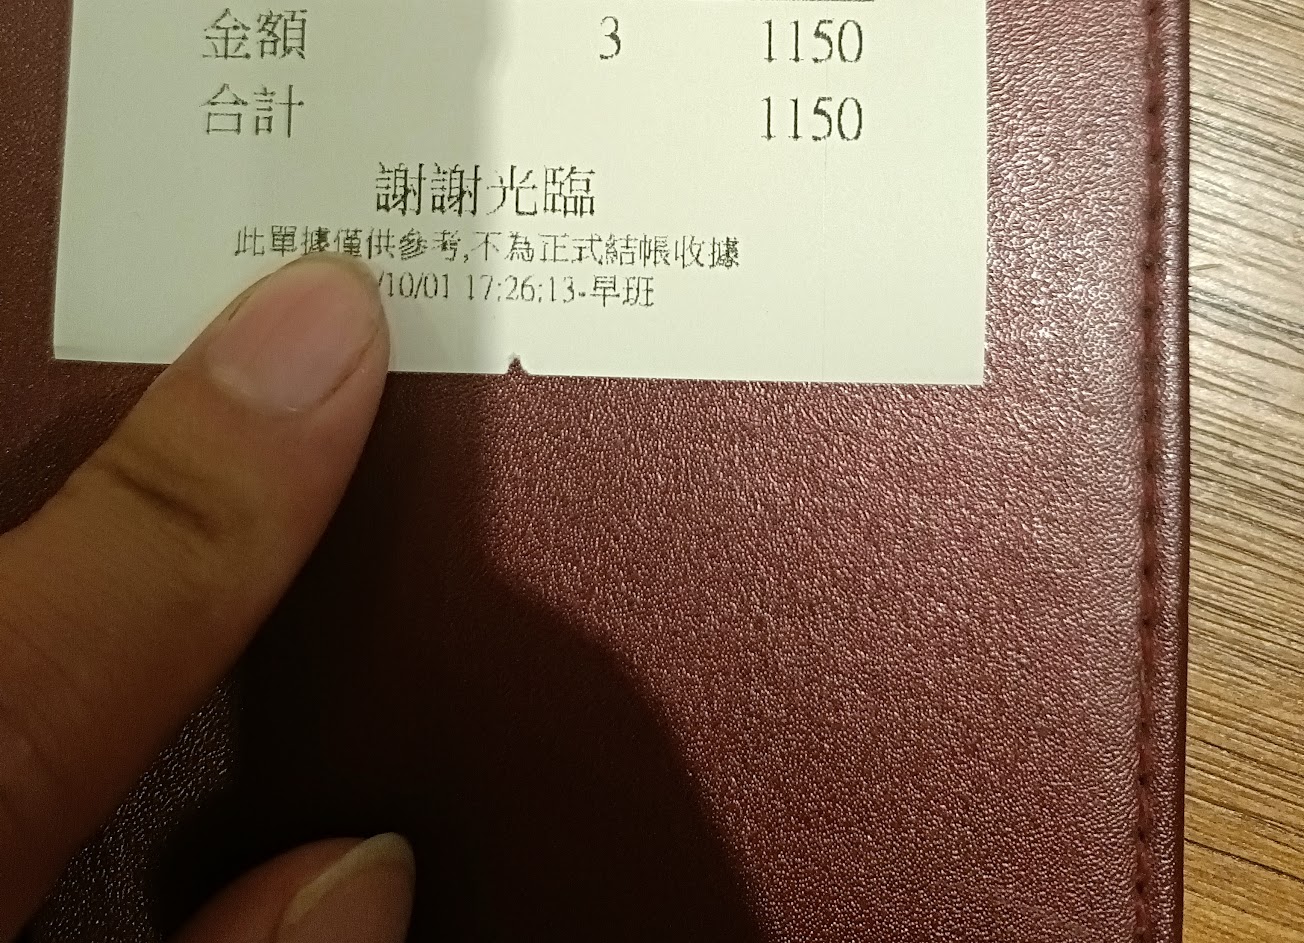 金額 3 1150
合計 1150
謝謝光臨
此單據僅供參考,不為正式結帳收據
/10/01 17:26:13-早班